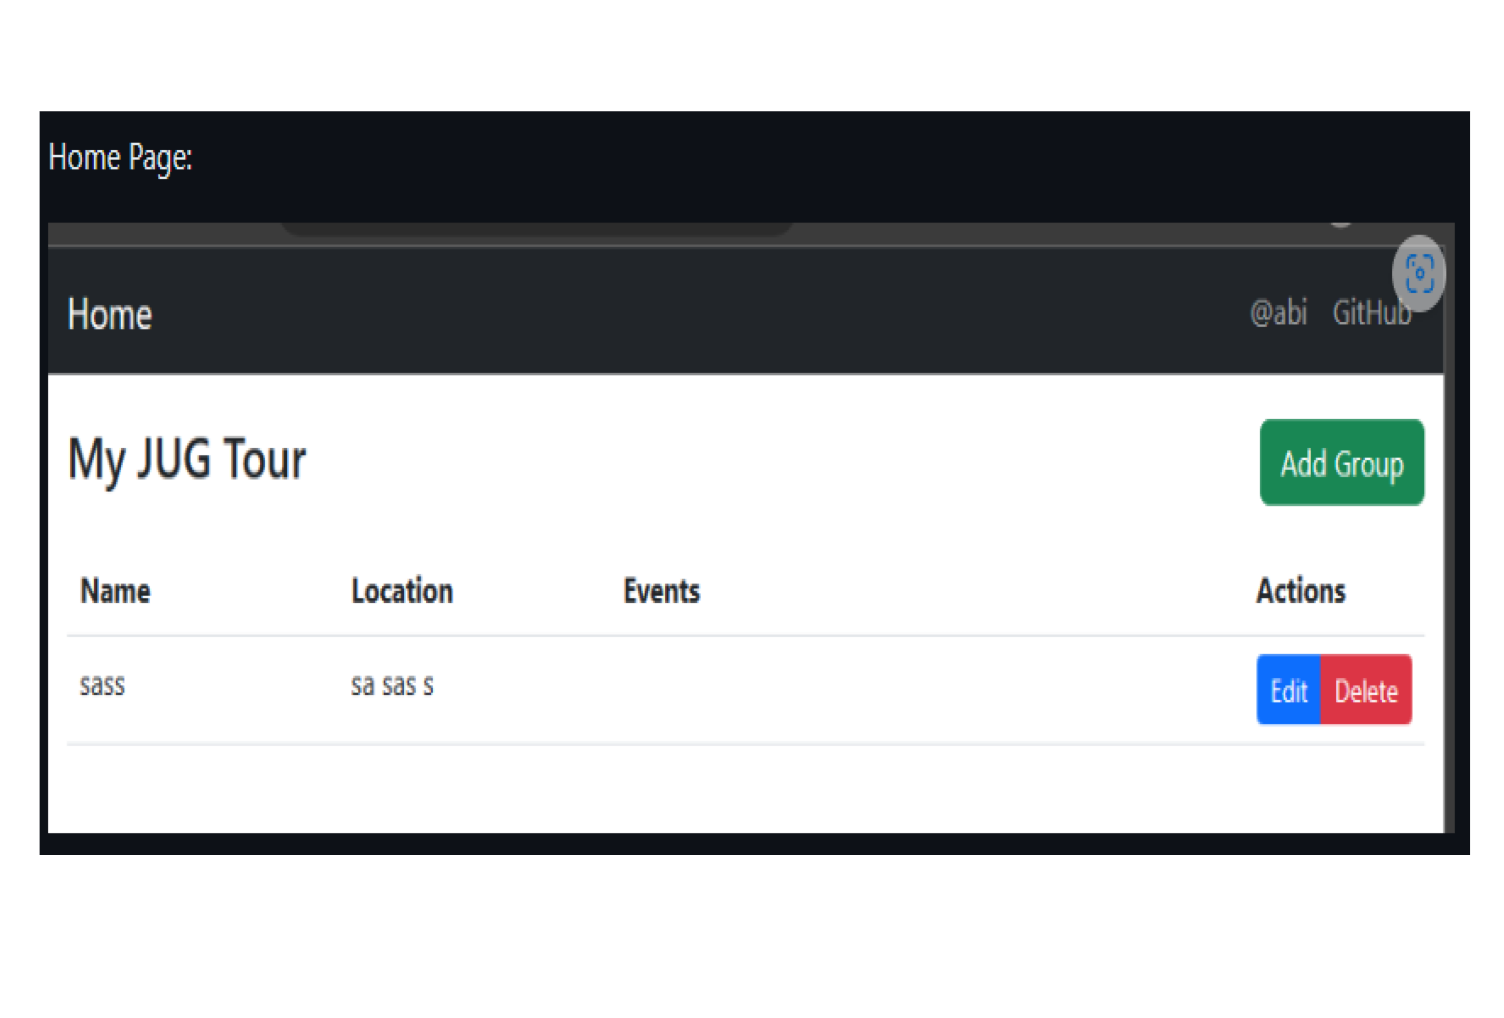 Home Page:
Home @abi GitHub
My JUG Tour Add Group
Name Location Events Actions
sass sa sas s Edit Delete